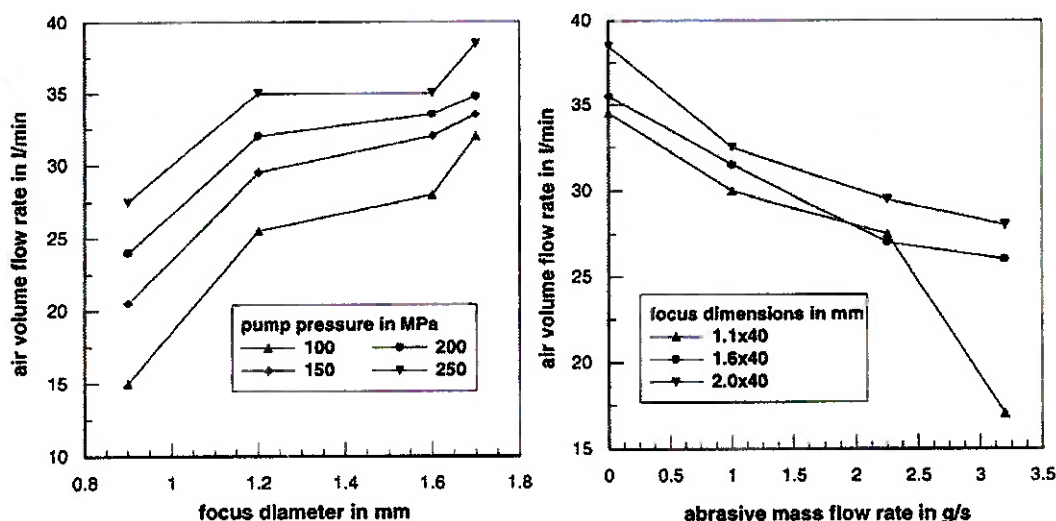 40
35
30
25
20
15
10
air volume flow rate in l/min
0.8 1 1.2 1.4 1.6 1.8
focus diameter in mm
pump pressure in MPa
100 200
150 250
40
35
30
25
20
15
air volume flow rate in l/min
0 0.5 1 1.5 2 2.5 3 3.5
abrasive mass flow rate in g/s
focus dimensions in mm
1.1x40
1.6x40
2.0x40